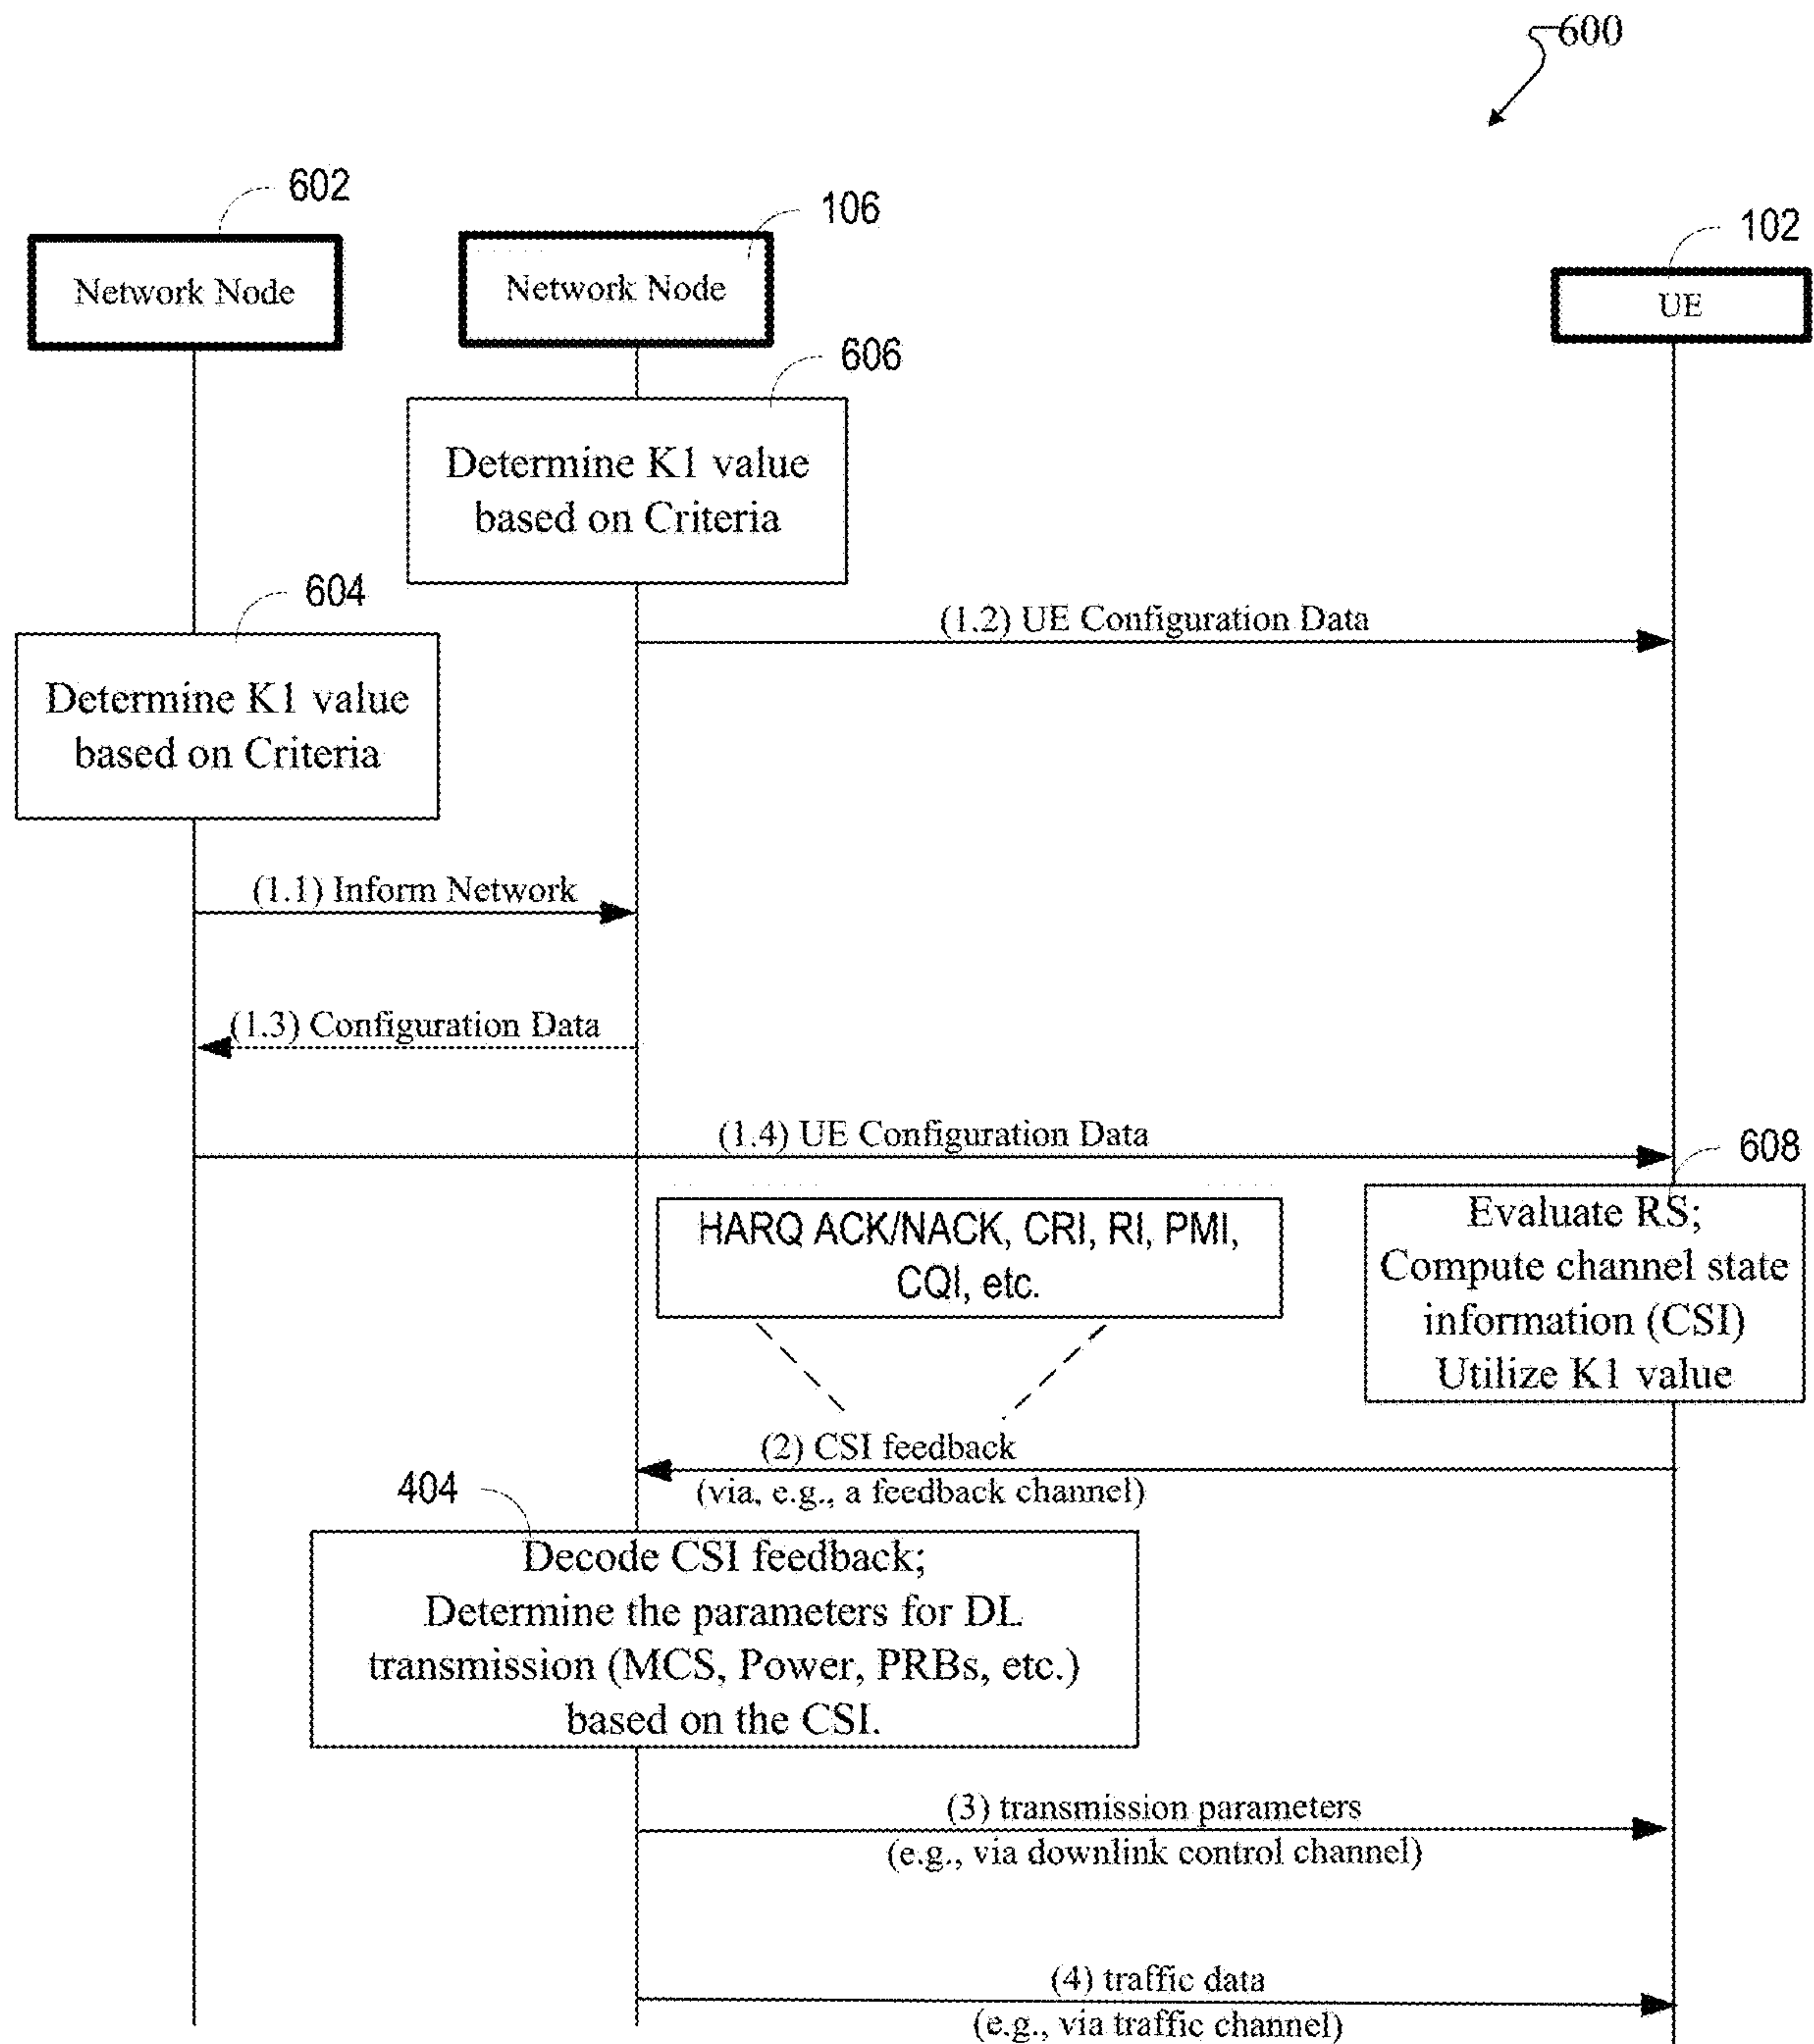 600
602
106
102
Network Node
Network Node
UE
606
Determine K1 value
based on Criteria
604
(1.2) UE Configuration Data
Determine K1 value
based on Criteria
(1.1) Inform Network
(1.3) Configuration Data
(1.4) UE Configuration Data
608
HARQ ACK/NACK, CRI, RI, PMI,
CQI, etc.
Evaluate RS;
Compute channel state
information (CSI)
Utilize K1 value
(2) CSI feedback
(via, e.g., a feedback channel)
404
Decode CSI feedback;
Determine the parameters for DL
transmission (MCS, Power, PRBs, etc.)
based on the CSI.
(3) transmission parameters
(e.g., via downlink control channel)
(4) traffic data
(e.g., via traffic channel)